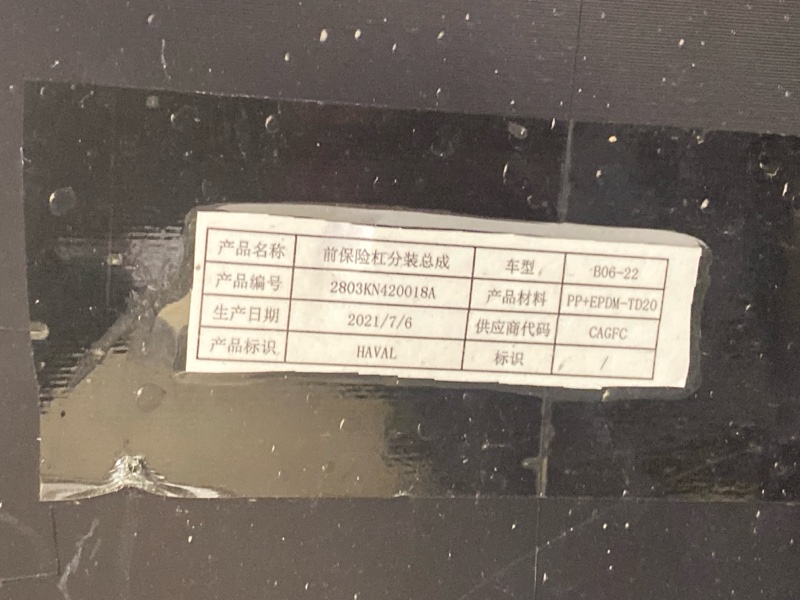 产品名称 前保险杠分装总成 车型 B06-22
产品编号 2803KN420018A 产品材料 PP+EPDM-TD20
生产日期 2021/7/6 供应商代码 CAGFC
产品标识 HAVAL 标识 /